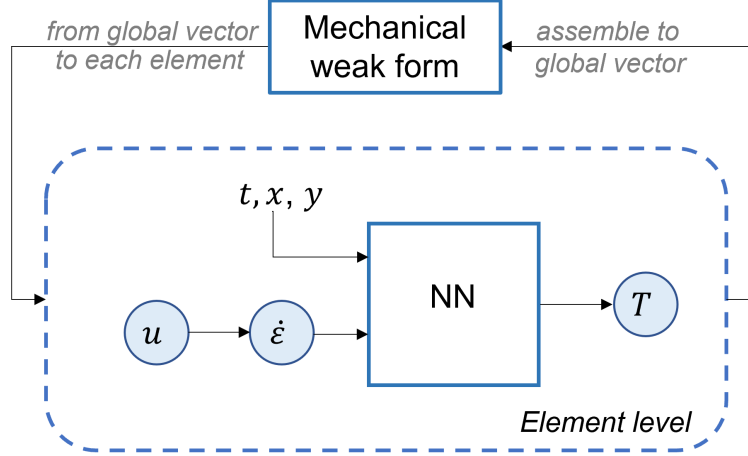 from global vector
to each element
Mechanical
weak form
assemble to
global vector
t, x, y
NN
u
ε̇
T
Element level